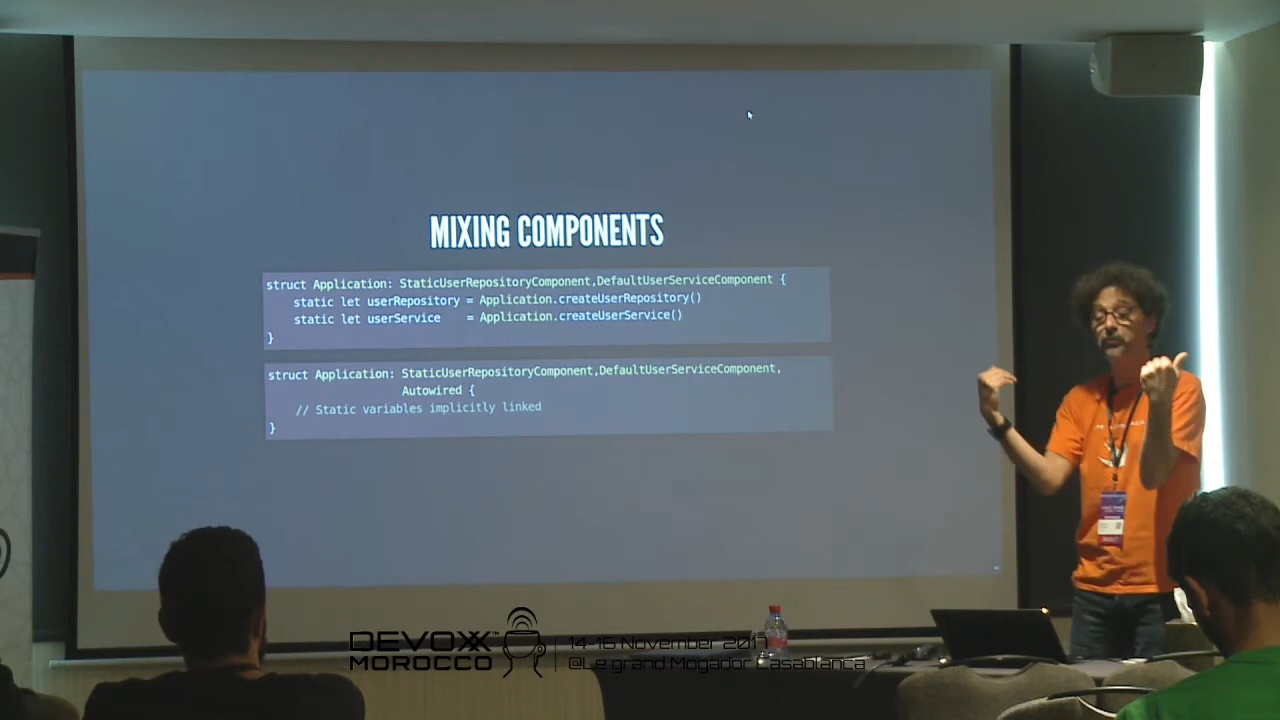 MIXING COMPONENTS
struct Application: StaticUserRepositoryComponent,DefaultUserServiceComponent {
static let userRepository = Application.createUserRepository()
static let userService = Application.createUserService()
}
struct Application: StaticUserRepositoryComponent,DefaultUserServiceComponent,
Autowired {
// Static variables implicitly linked
}
DEVOXX™
MOROCCO
14-16 November 2017
@Le grand Mogador Casablanca